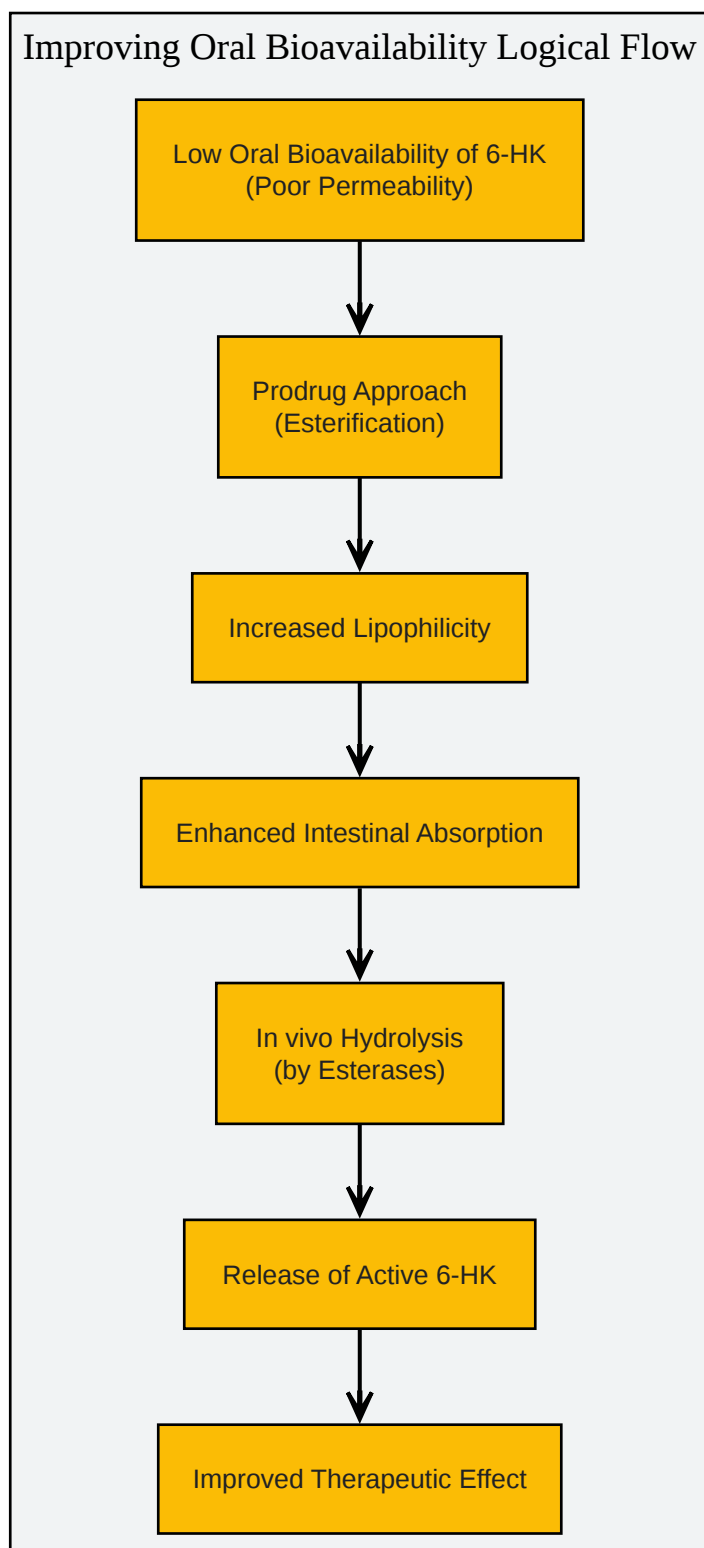 Improving Oral Bioavailability Logical Flow
Low Oral Bioavailability of 6-HK
(Poor Permeability)
Prodrug Approach
(Esterification)
Increased Lipophilicity
Enhanced Intestinal Absorption
In vivo Hydrolysis
(by Esterases)
Release of Active 6-HK
Improved Therapeutic Effect